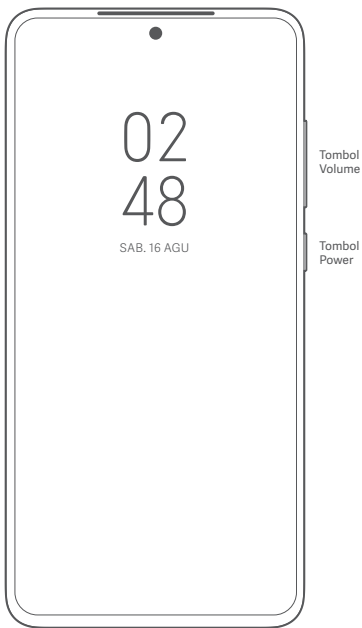 02
48
SAB. 16 AGU
Tombol
Volume
Tombol
Power